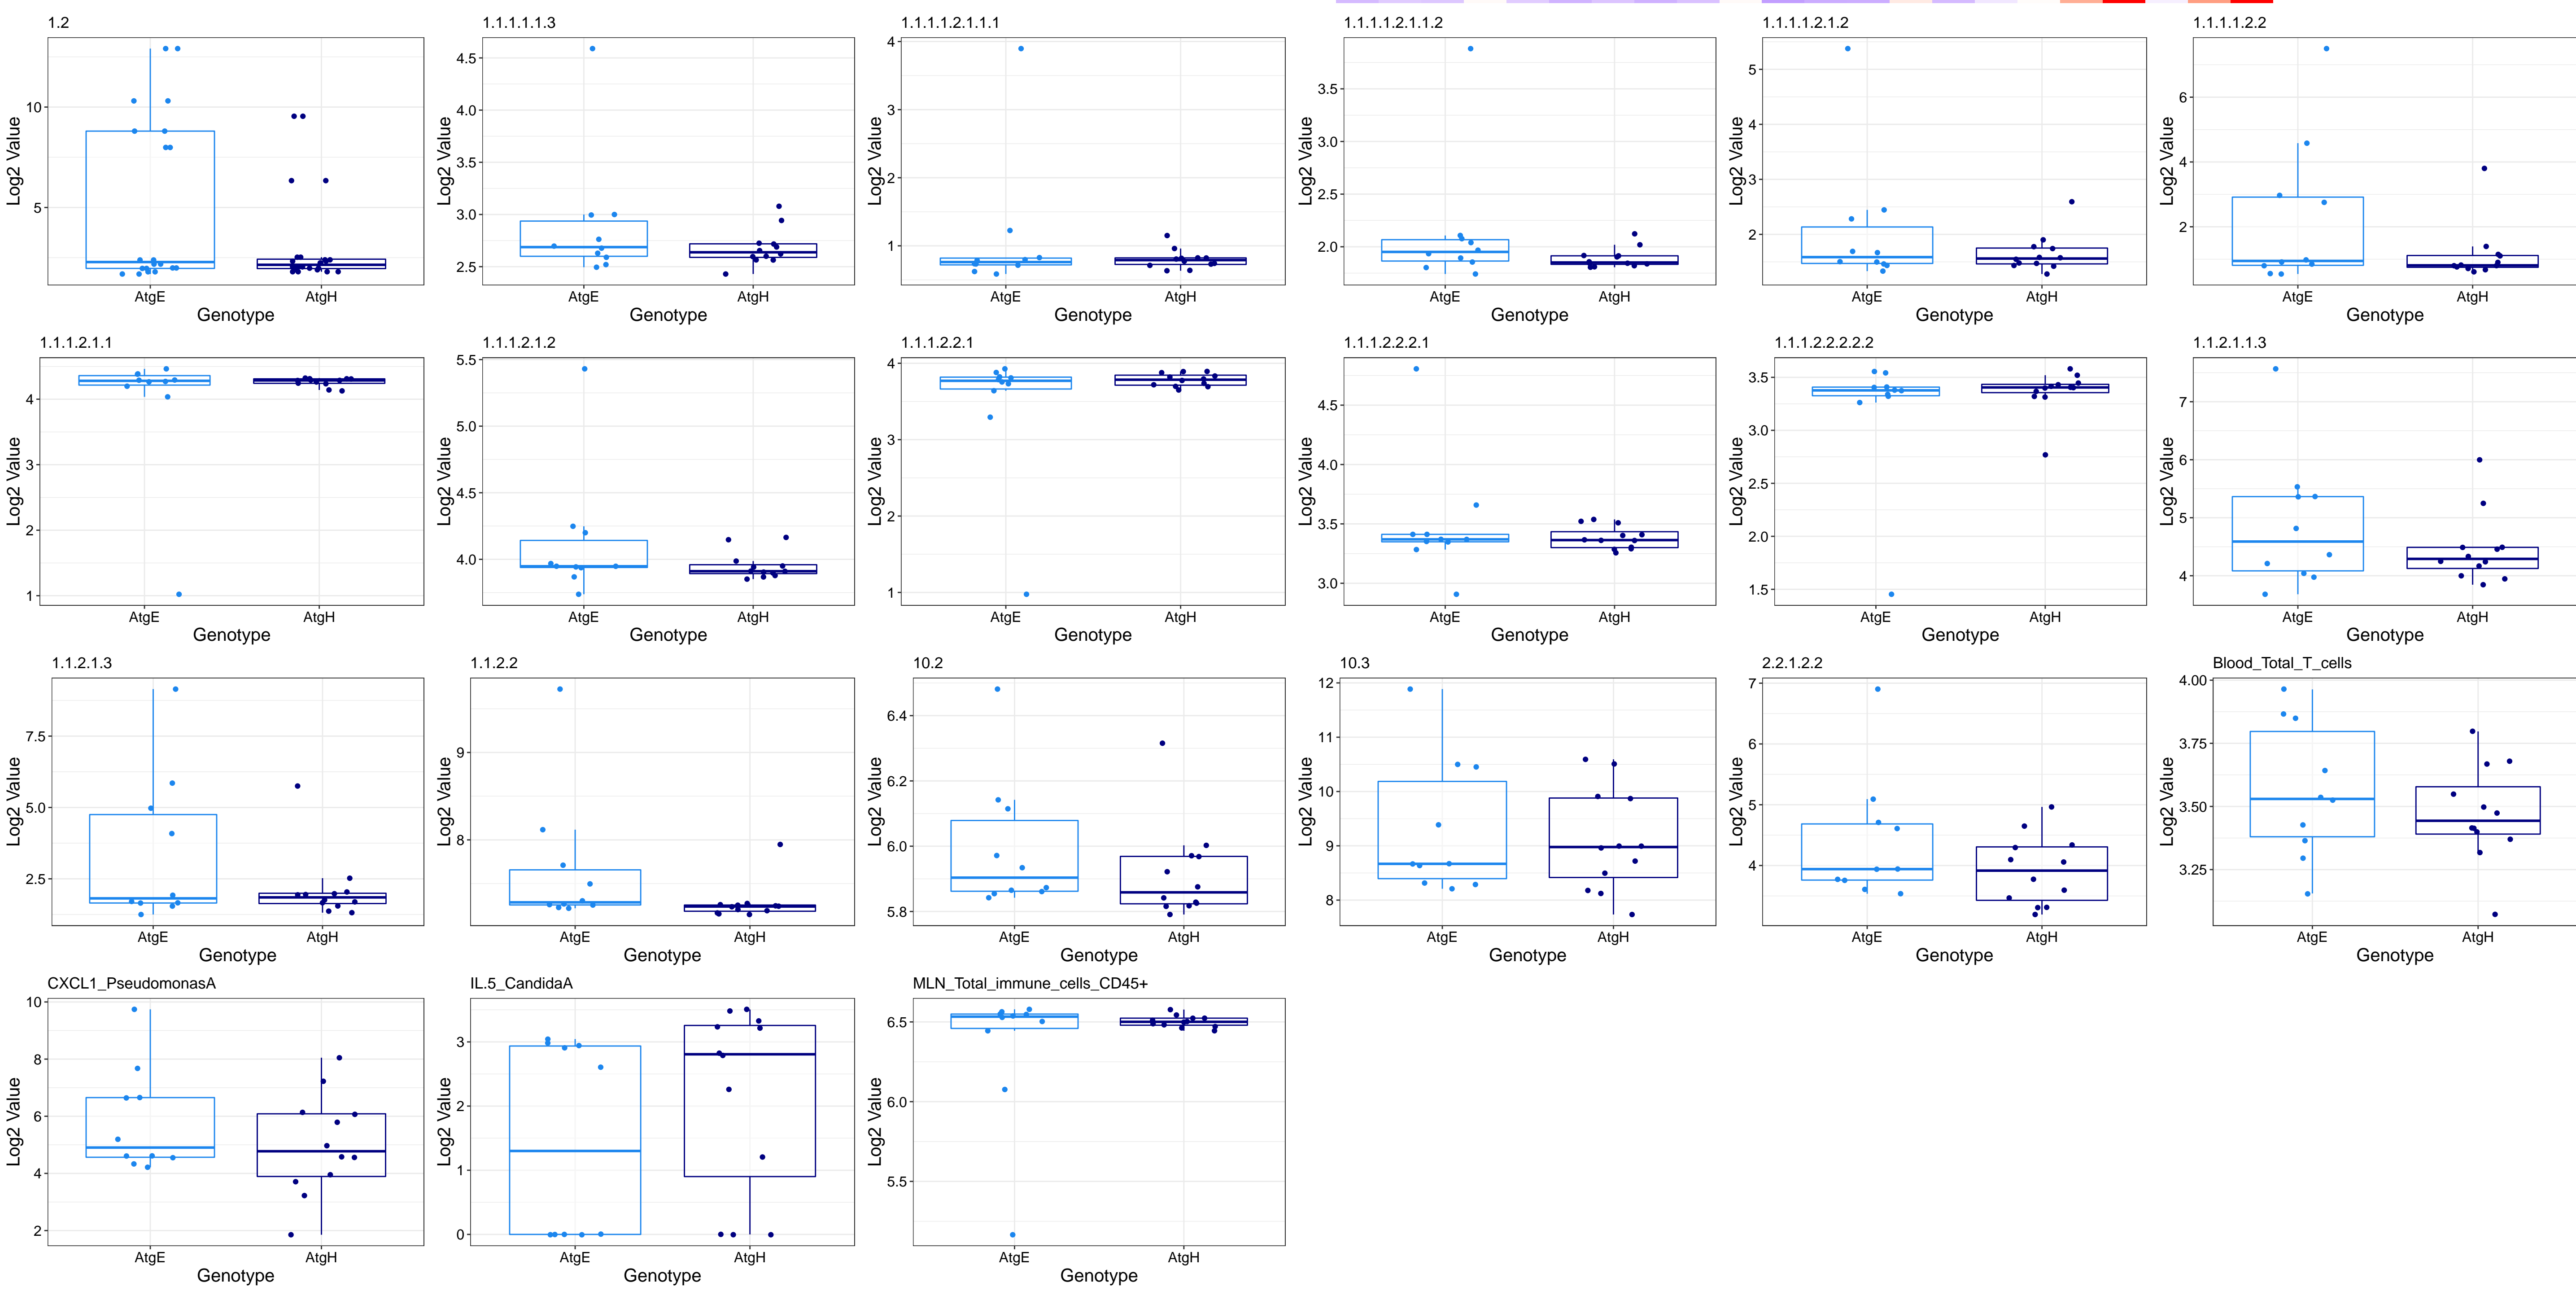 1.2
Log2 Value
10
5
AtgE AtgH
Genotype
1.1.1.1.1.3
Log2 Value
4.5
4.0
3.5
3.0
2.5
AtgE AtgH
Genotype
1.1.1.1.2.1.1.1
Log2 Value
4
3
2
1
AtgE AtgH
Genotype
1.1.1.1.2.1.1.2
Log2 Value
3.5
3.0
2.5
2.0
AtgE AtgH
Genotype
1.1.1.1.2.1.2
Log2 Value
5
4
3
2
AtgE AtgH
Genotype
1.1.1.1.2.2
Log2 Value
6
4
2
AtgE AtgH
Genotype
1.1.1.2.1.1
Log2 Value
4
3
2
1
AtgE AtgH
Genotype
1.1.1.2.1.2
Log2 Value
5.5
5.0
4.5
4.0
AtgE AtgH
Genotype
1.1.1.2.2.1
Log2 Value
4
3
2
1
AtgE AtgH
Genotype
1.1.1.2.2.2.1
Log2 Value
4.5
4.0
3.5
3.0
AtgE AtgH
Genotype
1.1.1.2.2.2.2.2
Log2 Value
3.5
3.0
2.5
2.0
1.5
AtgE AtgH
Genotype
1.1.2.1.1.3
Log2 Value
7
6
5
4
AtgE AtgH
Genotype
1.1.2.1.3
Log2 Value
7.5
5.0
2.5
AtgE AtgH
Genotype
1.1.2.2
Log2 Value
9
8
AtgE AtgH
Genotype
10.2
Log2 Value
6.4
6.2
6.0
5.8
AtgE AtgH
Genotype
10.3
Log2 Value
12
11
10
9
8
AtgE AtgH
Genotype
2.2.1.2.2
Log2 Value
7
6
5
4
AtgE AtgH
Genotype
Blood_Total_T_cells
Log2 Value
4.00
3.75
3.50
3.25
AtgE AtgH
Genotype
CXCL1_PseudomonasA
Log2 Value
10
8
6
4
2
AtgE AtgH
Genotype
IL.5_CandidaA
Log2 Value
3
2
1
0
AtgE AtgH
Genotype
MLN_Total_immune_cells_CD45+
Log2 Value
6.5
6.0
5.5
AtgE AtgH
Genotype